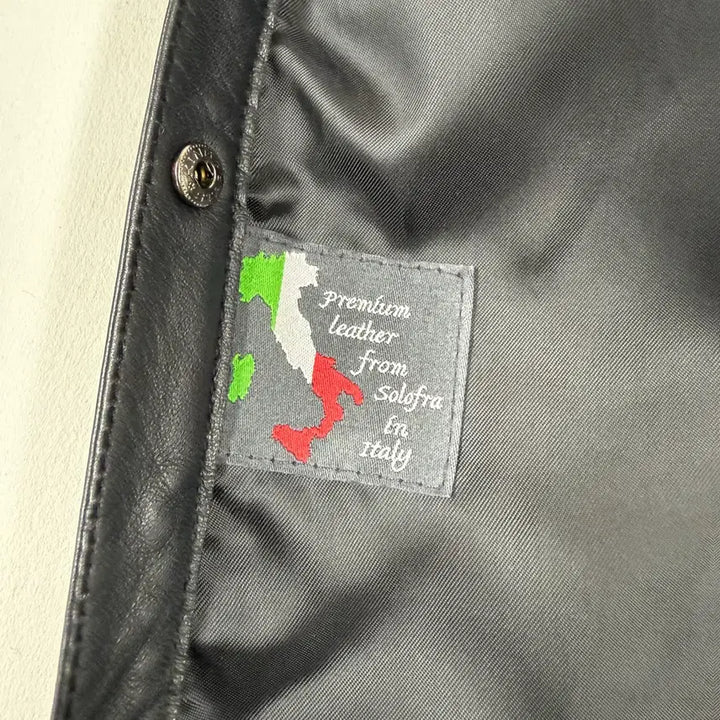 Premium
leather
from
Solofra
in
Italy